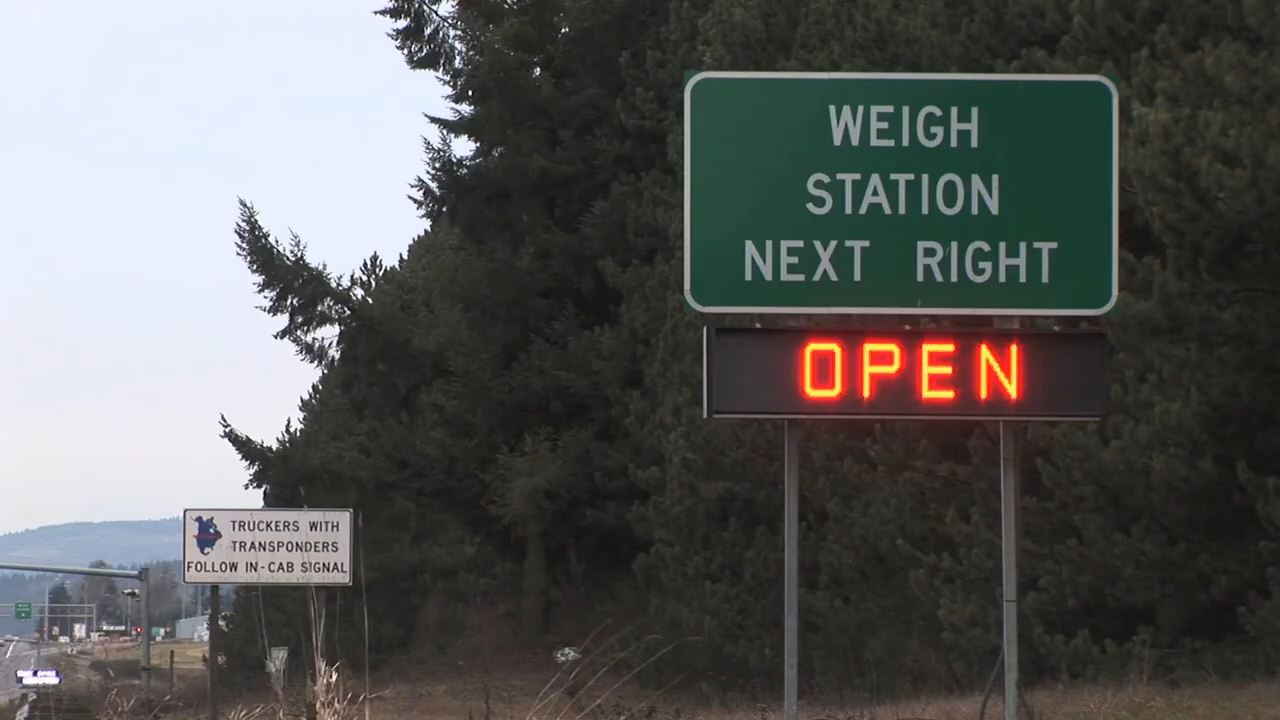 WEIGH
STATION
NEXT RIGHT
OPEN
TRUCKERS WITH
TRANSPONDERS
FOLLOW IN-CAB SIGNAL